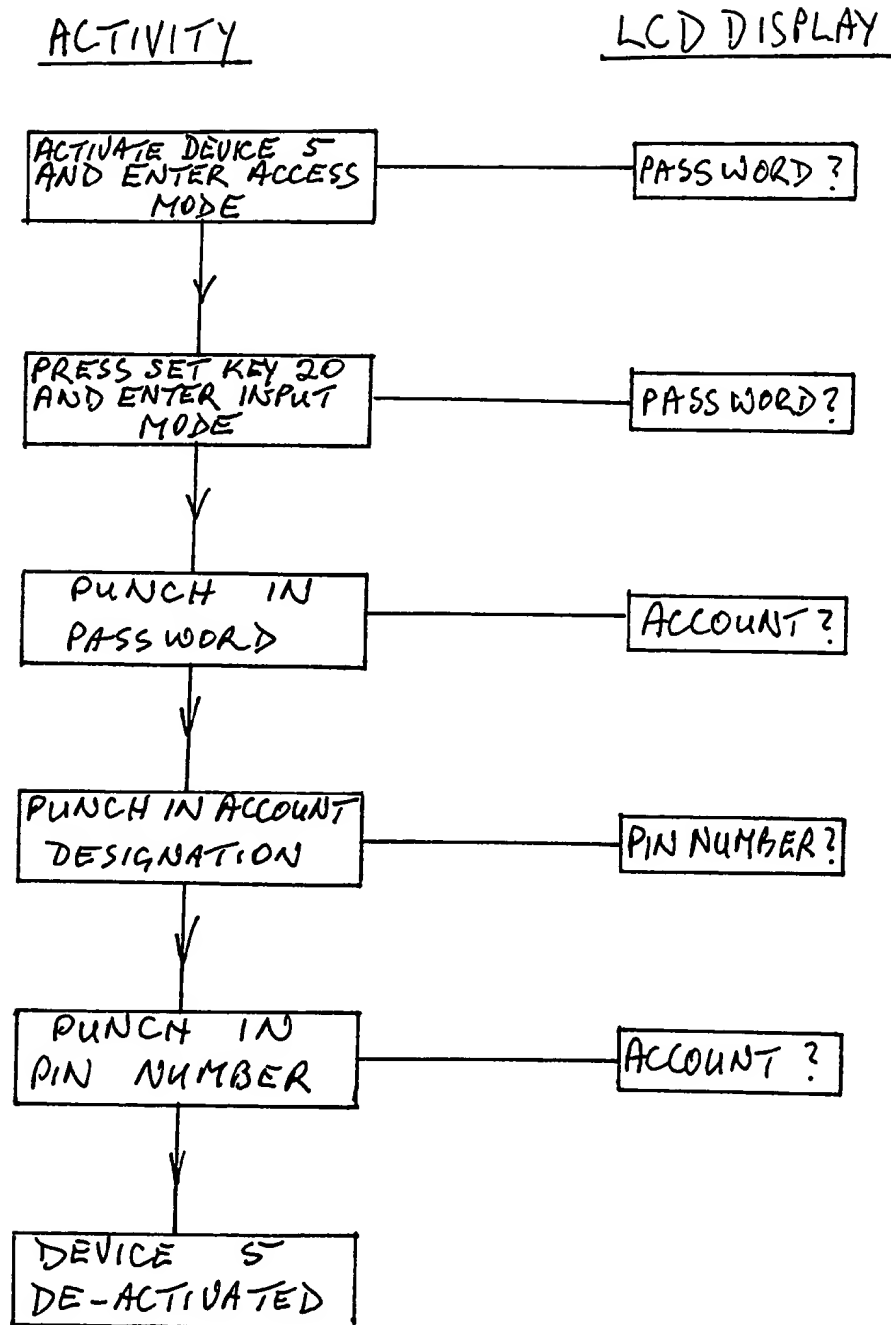 ACTIVITY
LCD DISPLAY
ACTIVATE DEVICE 5
AND ENTER ACCESS
MODE
PASSWORD?
PRESS SET KEY 20
AND ENTER INPUT
MODE
PASSWORD?
PUNCH IN
PASSWORD
ACCOUNT?
PUNCH IN ACCOUNT
DESIGNATION
PIN NUMBER?
PUNCH IN
PIN NUMBER
ACCOUNT?
DEVICE 5
DE-ACTIVATED